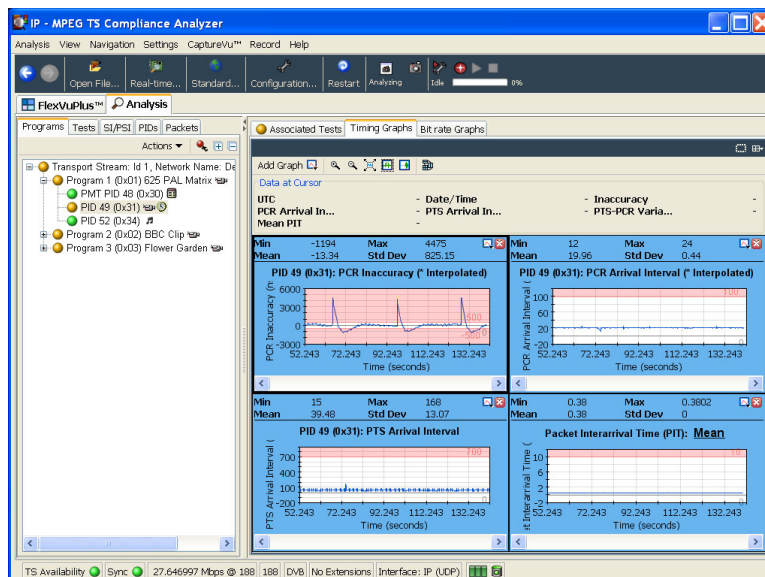 IP - MPEG TS Compliance Analyzer
Analysis View Navigation Settings CaptureVu™ Record Help
Open File... Real-time... Standard... Configuration... Restart Analyzing Idle 0%
FlexVuPlus™ Analysis
Programs Tests SI/PSI PIDs Packets
Actions
Transport Stream: Id 1, Network Name: De
Program 1 (0x01) 625 PAL Matrix
PMT PID 48 (0x30)
PID 49 (0x31)
PID 52 (0x34)
Program 2 (0x02) BBC Clip
Program 3 (0x03) Flower Garden
Associated Tests Timing Graphs Bit rate Graphs
Add Graph
Data at Cursor
UTC - Date/Time - Inaccuracy -
PCR Arrival In... - PTS Arrival In... - PTS-PCR Varia... -
Mean PIT -
Min -1194 Max 4475
Mean -13.34 Std Dev 825.15
PID 49 (0x31): PCR Inaccuracy (* Interpolated)
PCR Inaccuracy (n
6000
3000
0
-3000
500
-500
0
52.243 72.243 92.243 112.243 132.243
Time (seconds)
Min 12 Max 24
Mean 19.96 Std Dev 0.44
PID 49 (0x31): PCR Arrival Interval (* Interpolated)
PCR Arrival Interval (
100
60
20
-20
100
0
52.243 72.243 92.243 112.243 132.243
Time (seconds)
Min 15 Max 168
Mean 39.48 Std Dev 13.07
PID 49 (0x31): PTS Arrival Interval
PTS Arrival Interval (
700
400
100
-200
700
0
52.243 72.243 92.243 112.243 132.243
Time (seconds)
Min 0.38 Max 0.3802
Mean 0.38 Std Dev 0
Packet Interarrival Time (PIT): Mean
et Interarrival Time (
10
6
2
-2
10
0
52.243 72.243 92.243 112.243 132.243
Time (seconds)
TS Availability Sync 27.646997 Mbps @ 188 188 DVB No Extensions Interface: IP (UDP)